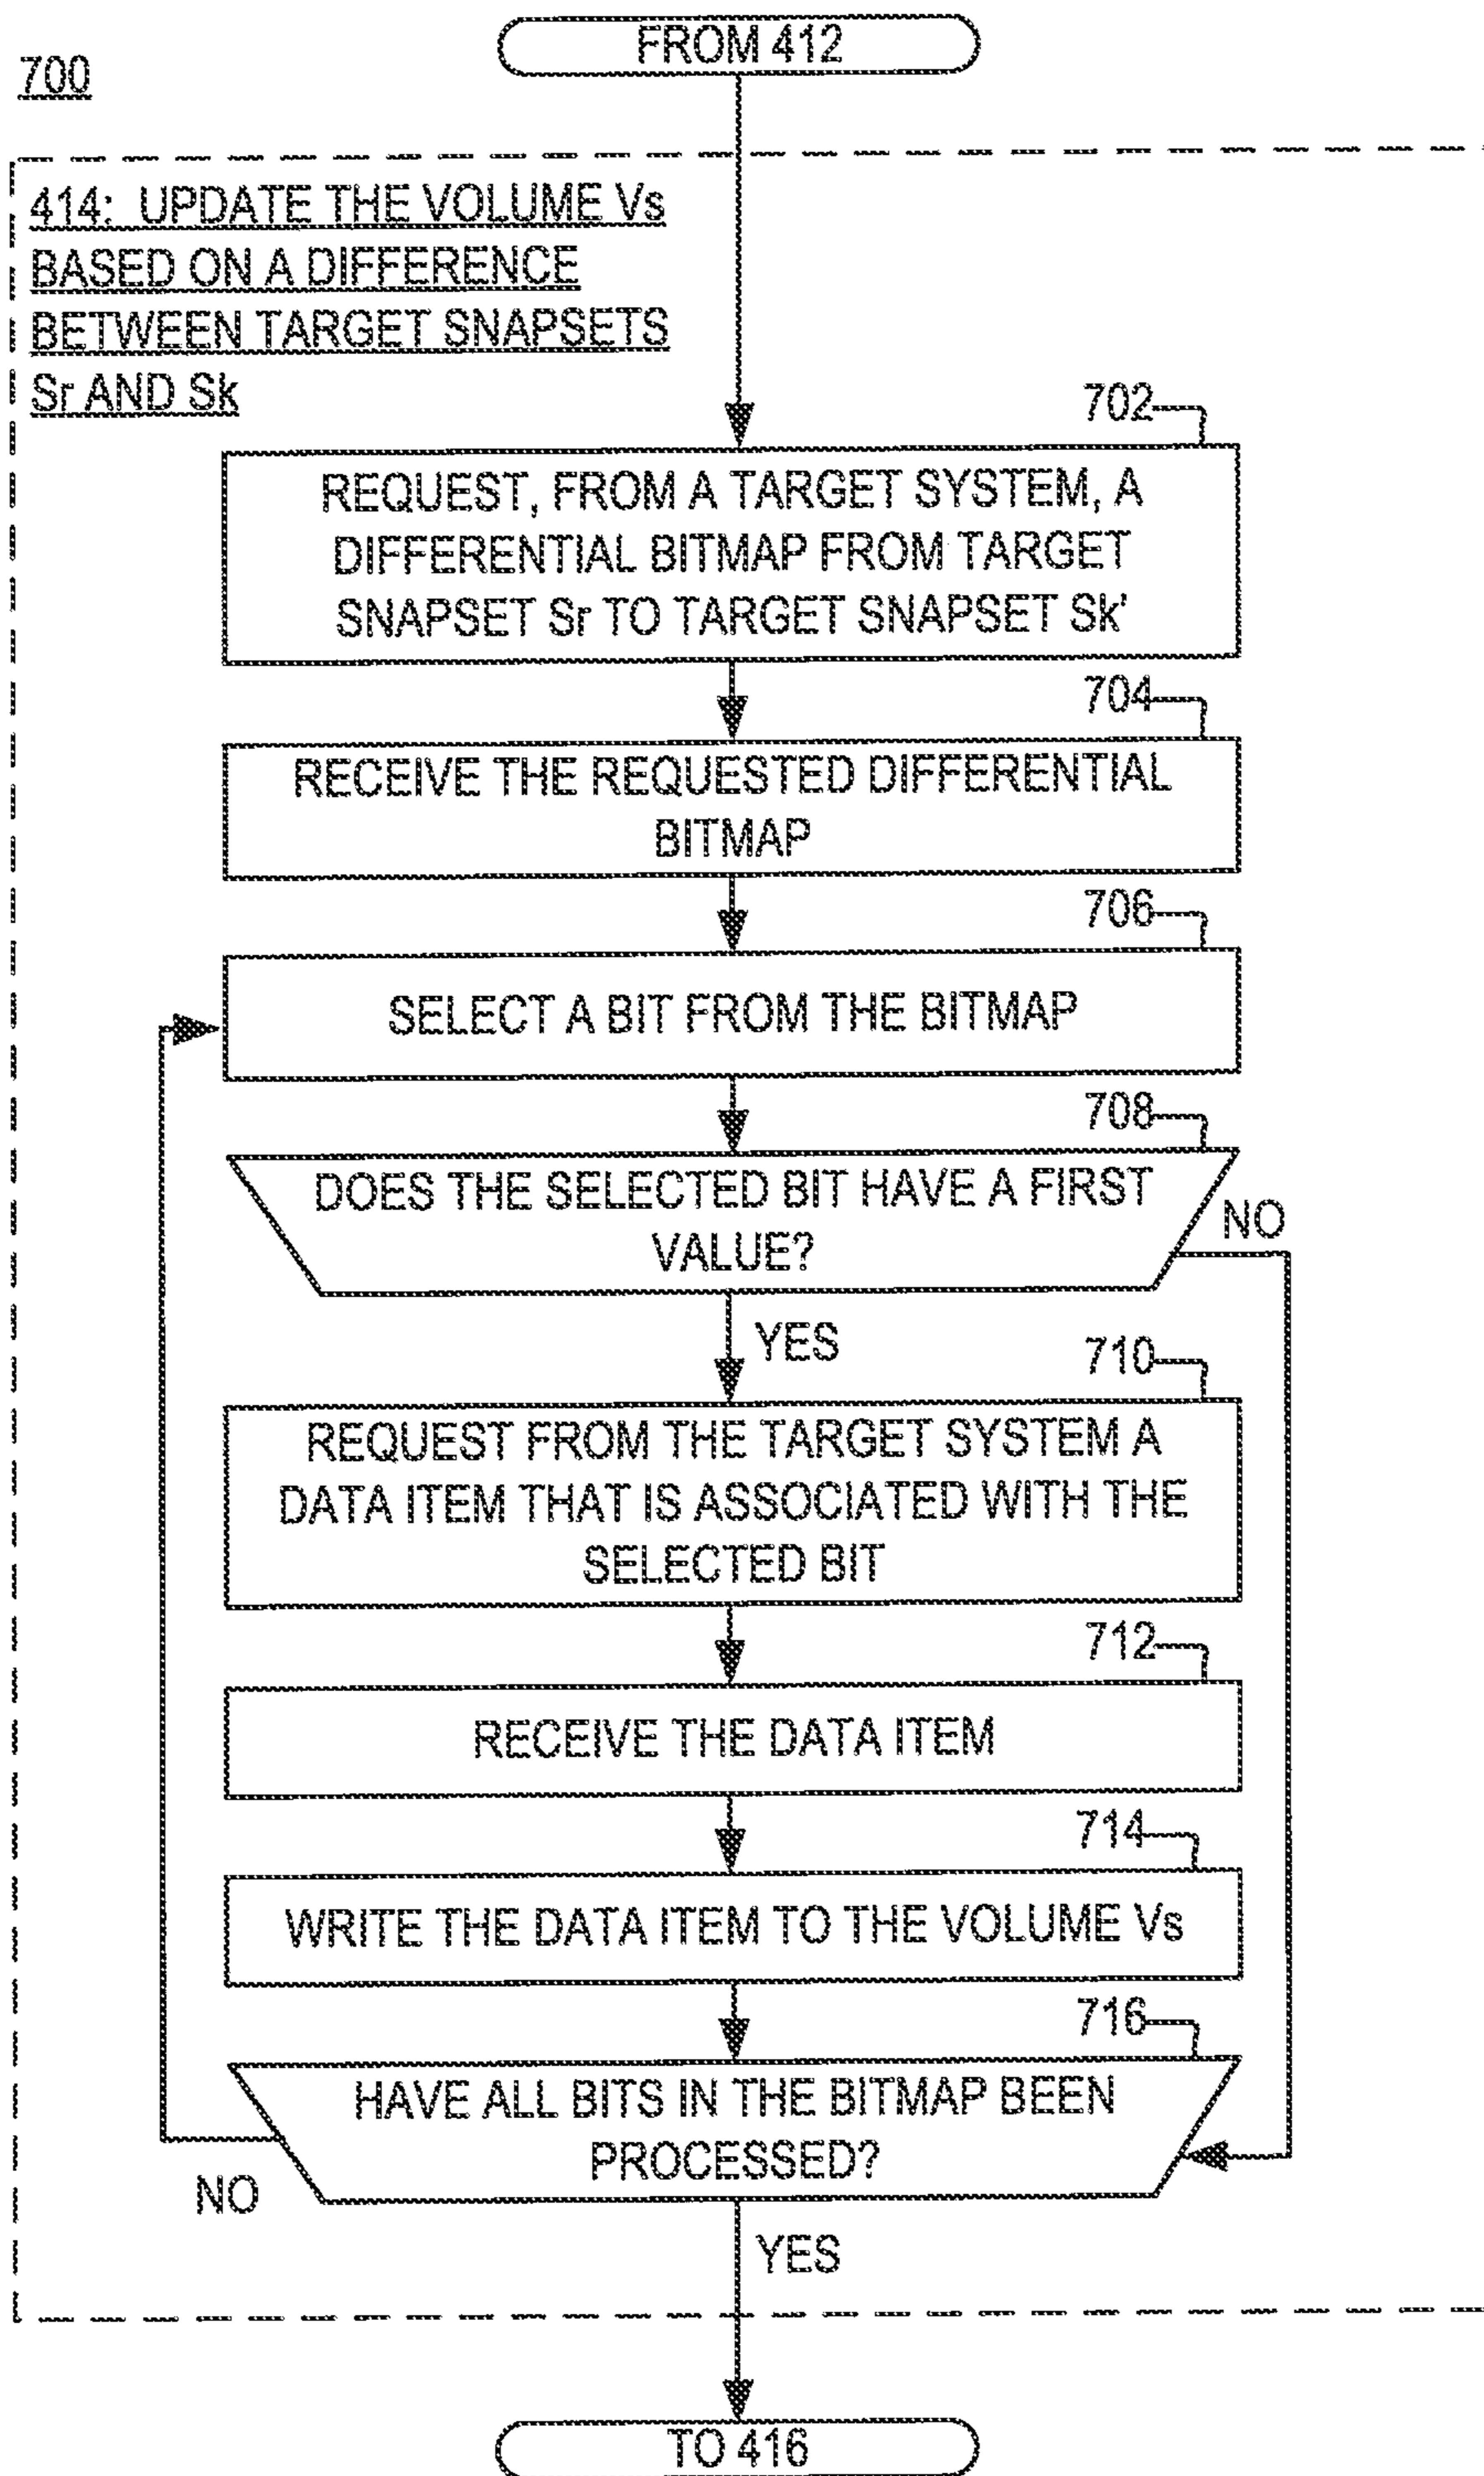 FROM 412
700
414: UPDATE THE VOLUME Vs
BASED ON A DIFFERENCE
BETWEEN TARGET SNAPSETS
Sr AND Sk
702
REQUEST, FROM A TARGET SYSTEM, A
DIFFERENTIAL BITMAP FROM TARGET
SNAPSET Sr TO TARGET SNAPSET Sk'
704
RECEIVE THE REQUESTED DIFFERENTIAL
BITMAP
706
SELECT A BIT FROM THE BITMAP
708
DOES THE SELECTED BIT HAVE A FIRST
VALUE?
NO
YES
710
REQUEST FROM THE TARGET SYSTEM A
DATA ITEM THAT IS ASSOCIATED WITH THE
SELECTED BIT
712
RECEIVE THE DATA ITEM
714
WRITE THE DATA ITEM TO THE VOLUME Vs
716
HAVE ALL BITS IN THE BITMAP BEEN
PROCESSED?
NO
YES
TO 416